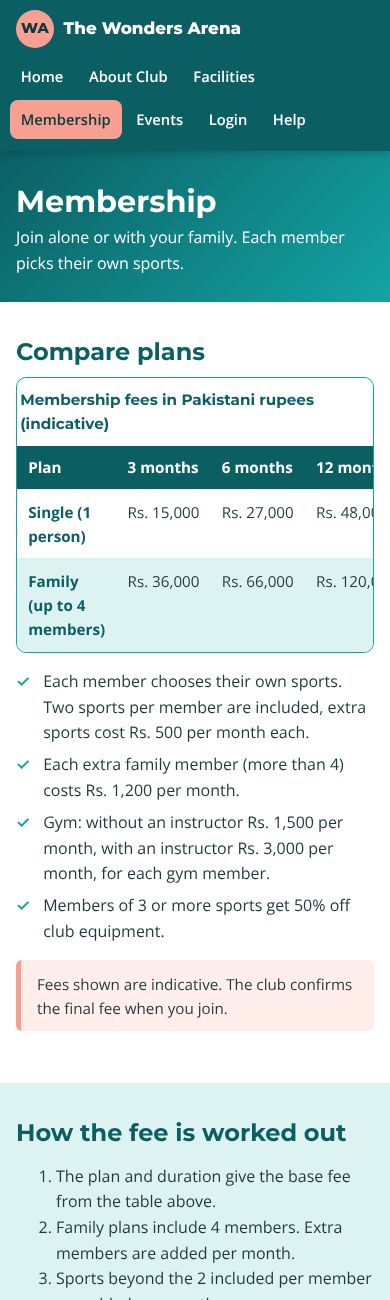 WA The Wonders Arena
Home About Club Facilities
Membership Events Login Help
Membership
Join alone or with your family. Each member
picks their own sports.
Compare plans
Membership fees in Pakistani rupees
(indicative)
Plan 3 months 6 months 12 mon
Single (1 Rs. 15,000 Rs. 27,000 Rs. 48,0
person)
Family Rs. 36,000 Rs. 66,000 Rs. 120,
(up to 4
members)
Each member chooses their own sports.
Two sports per member are included, extra
sports cost Rs. 500 per month each.
Each extra family member (more than 4)
costs Rs. 1,200 per month.
Gym: without an instructor Rs. 1,500 per
month, with an instructor Rs. 3,000 per
month, for each gym member.
Members of 3 or more sports get 50% off
club equipment.
Fees shown are indicative. The club confirms
the final fee when you join.
How the fee is worked out
1. The plan and duration give the base fee
from the table above.
2. Family plans include 4 members. Extra
members are added per month.
3. Sports beyond the 2 included per member